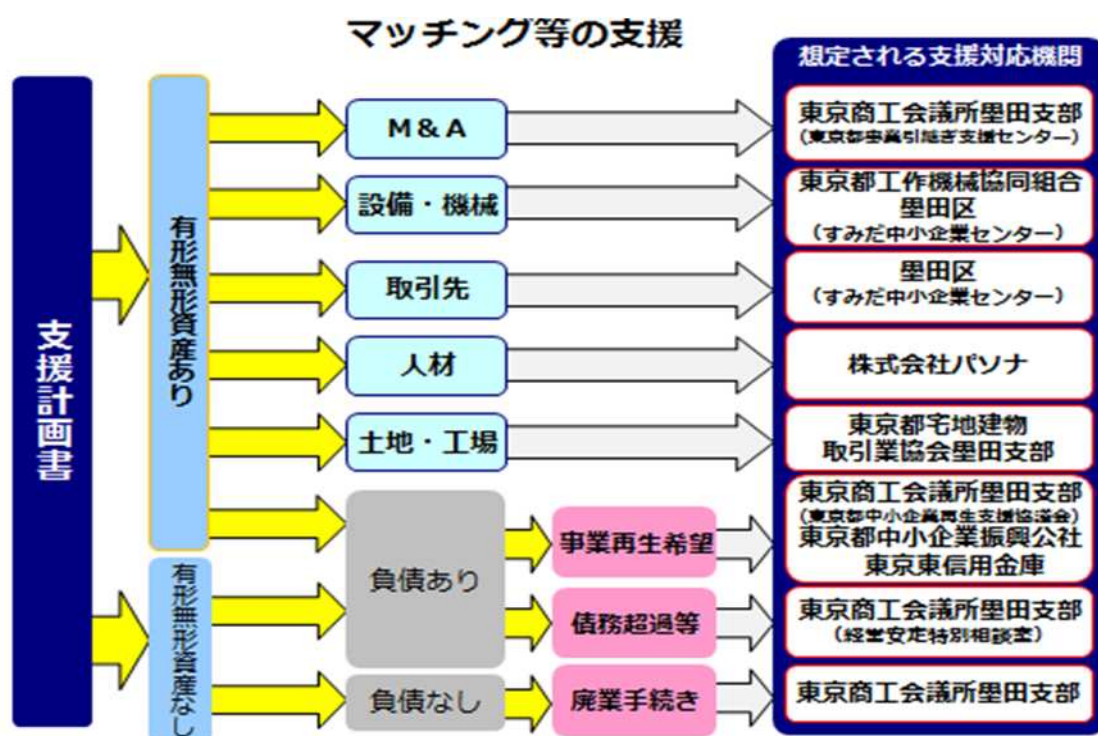 マッチング等の支援
支援計画書
有形無形資産あり
有形無形資産なし
M&A
設備・機械
取引先
人材
土地・工場
負債あり
負債なし
事業再生希望
債務超過等
廃業手続き
想定される支援対応機関
東京商工会議所墨田支部
(東京都事業引継ぎ支援センター)
東京都工作機械協同組合
墨田区
(すみだ中小企業センター)
墨田区
(すみだ中小企業センター)
株式会社パソナ
東京都宅地建物
取引業協会墨田支部
東京商工会議所墨田支部
(東京都中小企業再生支援協議会)
東京都中小企業振興公社
東京東信用金庫
東京商工会議所墨田支部
(経営安定特別相談室)
東京商工会議所墨田支部